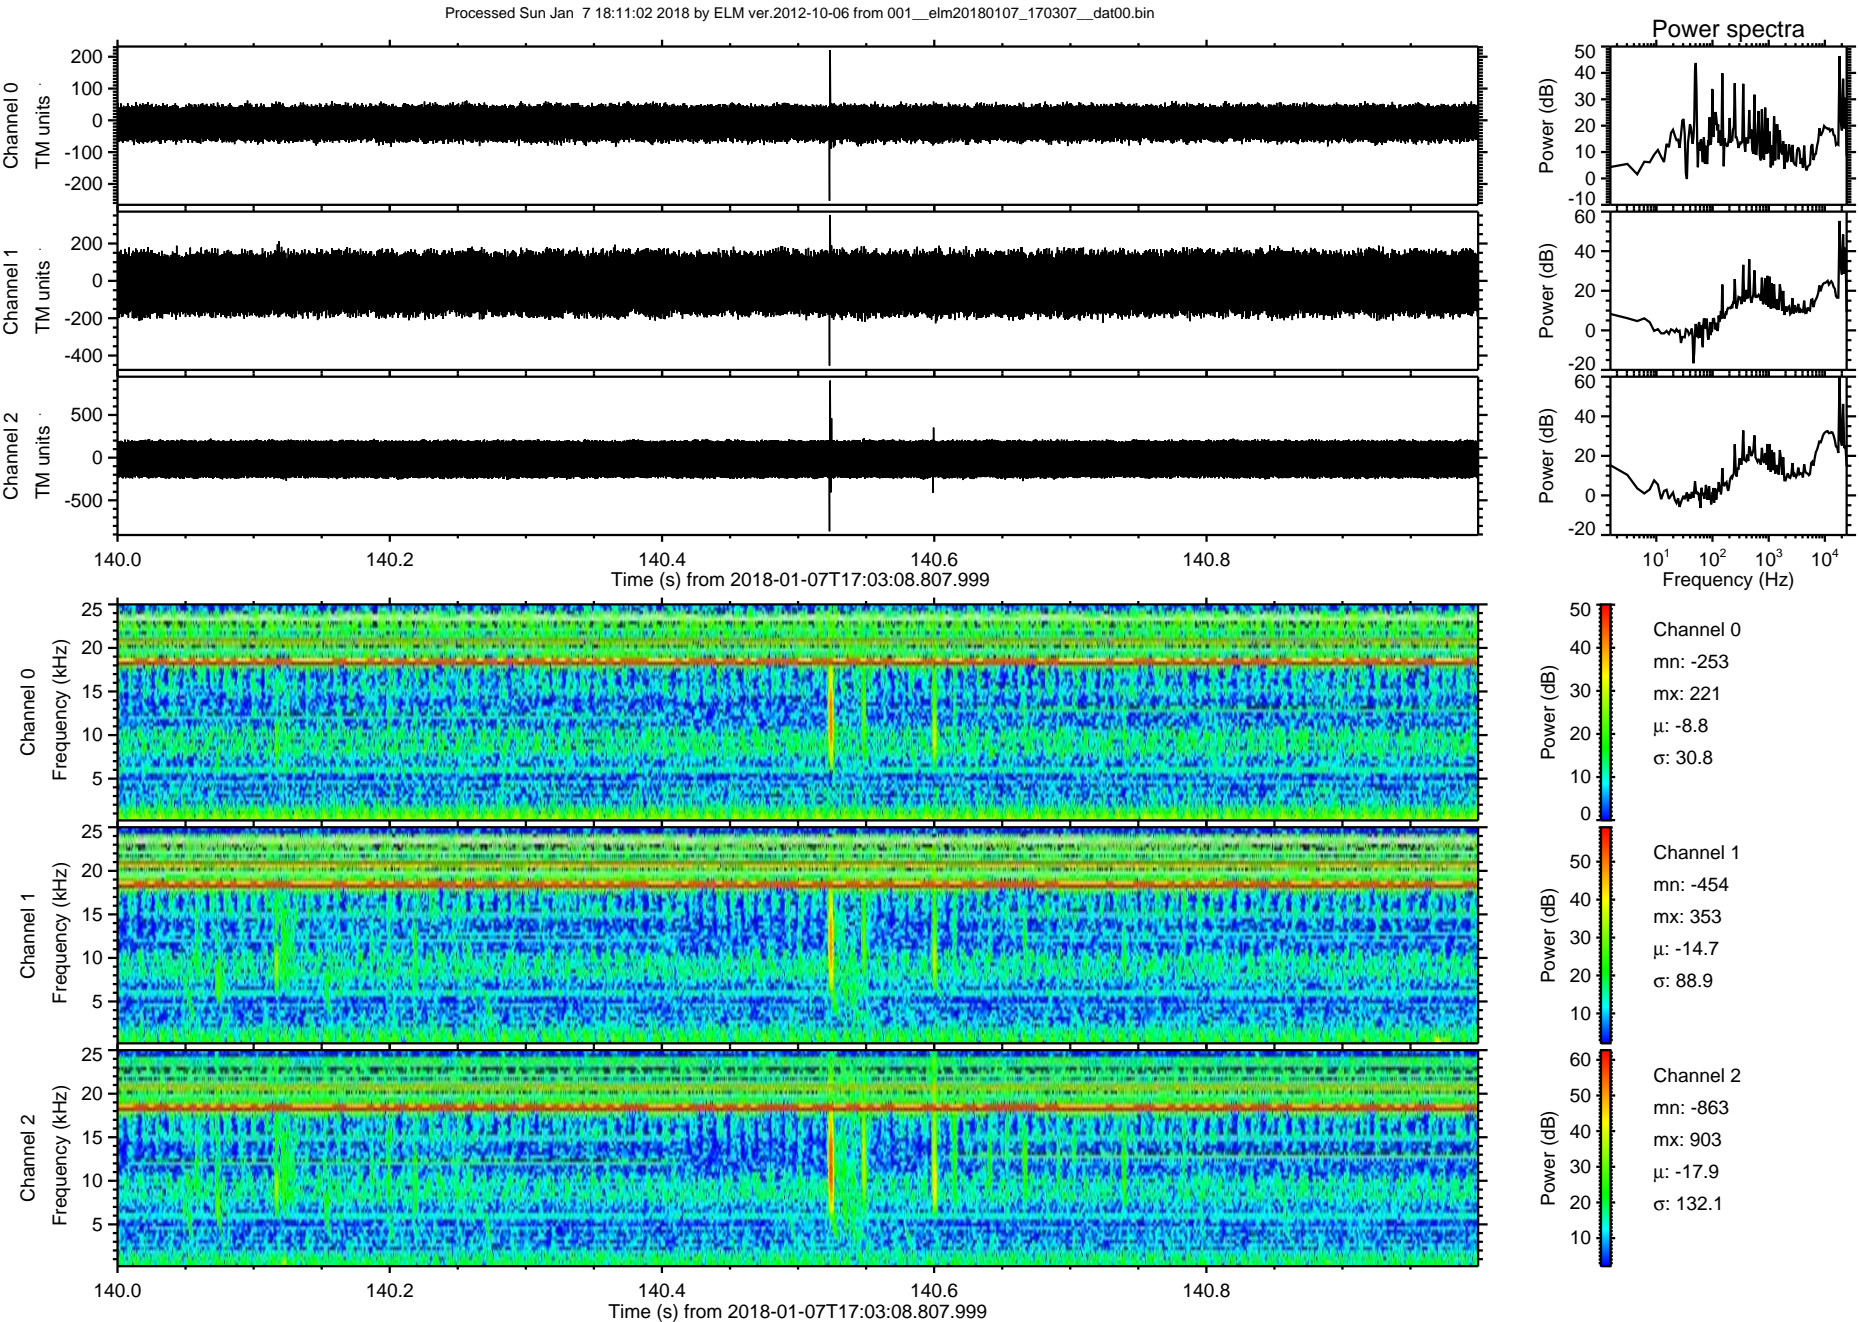 Processed Sun Jan  7 18:11:02 2018 by ELM ver.2012-10-06 from 001__elm20180107_170307__dat00.bin
Power spectra
Channel 0
TM units
200
100
0
-100
-200
Power (dB)
50
40
30
20
10
0
-10
Channel 1
TM units
200
0
-200
-400
Power (dB)
60
40
20
0
-20
Channel 2
TM units
500
0
-500
Power (dB)
60
40
20
0
-20
140.0 140.2 140.4 140.6 140.8
Time (s) from 2018-01-07T17:03:08.807.999
10^1 10^2 10^3 10^4
Frequency (Hz)
Channel 0
Frequency (kHz)
25
20
15
10
5
Power (dB)
50
40
30
20
10
0
Channel 0
mn: -253
mx: 221
μ: -8.8
σ: 30.8
Channel 1
Frequency (kHz)
25
20
15
10
5
Power (dB)
50
40
30
20
10
Channel 1
mn: -454
mx: 353
μ: -14.7
σ: 88.9
Channel 2
Frequency (kHz)
25
20
15
10
5
Power (dB)
60
50
40
30
20
10
Channel 2
mn: -863
mx: 903
μ: -17.9
σ: 132.1
140.0 140.2 140.4 140.6 140.8
Time (s) from 2018-01-07T17:03:08.807.999